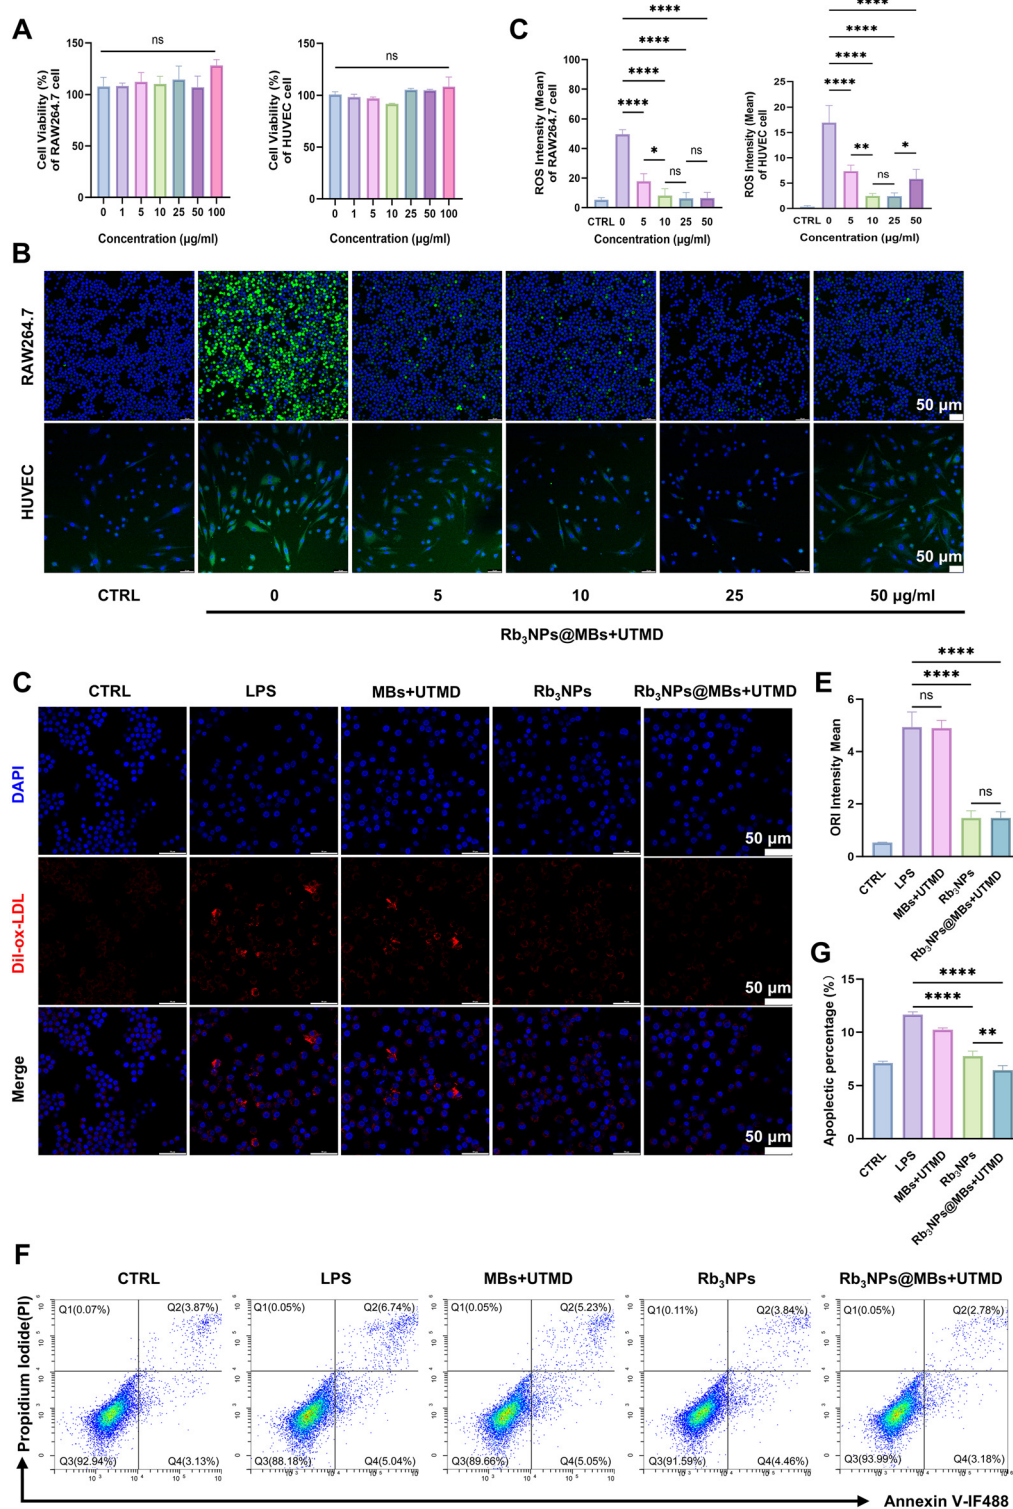 A
ns
150
100
50
0
Cell Viability (%)
of RAW264.7 cell
0 1 5 10 25 50 100
Concentration (μg/ml)
ns
150
100
50
0
Cell Viability (%)
of HUVEC cell
0 1 5 10 25 50 100
Concentration (μg/ml)
C
****
****
****
****
*
ns
ns
100
80
60
40
20
0
ROS Intensity (Mean)
of RAW264.7 cell
CTRL 0 5 10 25 50
Concentration (μg/ml)
****
****
****
****
**
ns
*
25
20
15
10
5
0
ROS Intensity (Mean)
of HUVEC cell
CTRL 0 5 10 25 50
Concentration (μg/ml)
B
RAW264.7
50 μm
HUVEC
50 μm
CTRL 0 5 10 25 50 μg/ml
Rb₃NPs@MBs+UTMD
C
CTRL LPS MBs+UTMD Rb₃NPs Rb₃NPs@MBs+UTMD
DAPI
50 μm
Dil-ox-LDL
50 μm
Merge
50 μm
E
****
****
ns
ns
6
4
2
0
ORI Intensity Mean
CTRL
LPS
MBs+UTMD
Rb₃NPs
Rb₃NPs@MBs+UTMD
G
****
****
**
15
10
5
0
Apoplectic percentage (%)
CTRL
LPS
MBs+UTMD
Rb₃NPs
Rb₃NPs@MBs+UTMD
F
CTRL LPS MBs+UTMD Rb₃NPs Rb₃NPs@MBs+UTMD
Propidium Iodide(PI)
Q1(0.07%) Q2(3.87%)
Q3(92.94%) Q4(3.13%)
Q1(0.05%) Q2(6.74%)
Q3(88.18%) Q4(5.04%)
Q1(0.05%) Q2(5.23%)
Q3(89.66%) Q4(5.05%)
Q1(0.11%) Q2(3.84%)
Q3(91.59%) Q4(4.46%)
Q1(0.05%) Q2(2.78%)
Q3(93.99%) Q4(3.18%)
Annexin V-IF488